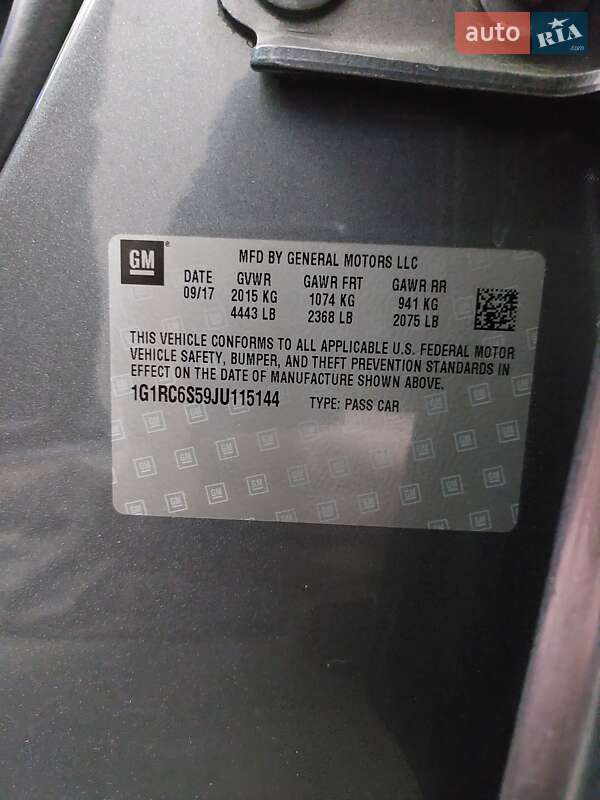 auto RIA
.com
GM ®
MFD BY GENERAL MOTORS LLC
DATE GVWR GAWR FRT GAWR RR
09/17 2015 KG 1074 KG 941 KG
4443 LB 2368 LB 2075 LB
THIS VEHICLE CONFORMS TO ALL APPLICABLE U.S. FEDERAL MOTOR
VEHICLE SAFETY, BUMPER, AND THEFT PREVENTION STANDARDS IN
EFFECT ON THE DATE OF MANUFACTURE SHOWN ABOVE.
1G1RC6S59JU115144 TYPE: PASS CAR